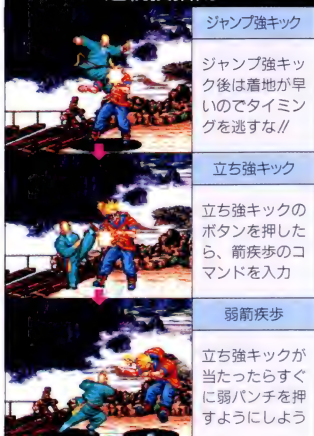 ジャンプ強キック
ジャンプ強キッ
ク後は着地が早
いのでタイミン
グを逃すな!!
立ち強キック
立ち強キックの
ボタンを押した
ら、箭疾歩のコ
マンドを入力
弱箭疾歩
立ち強キックが
当たったらすぐ
に弱パンチを押
すようにしよう